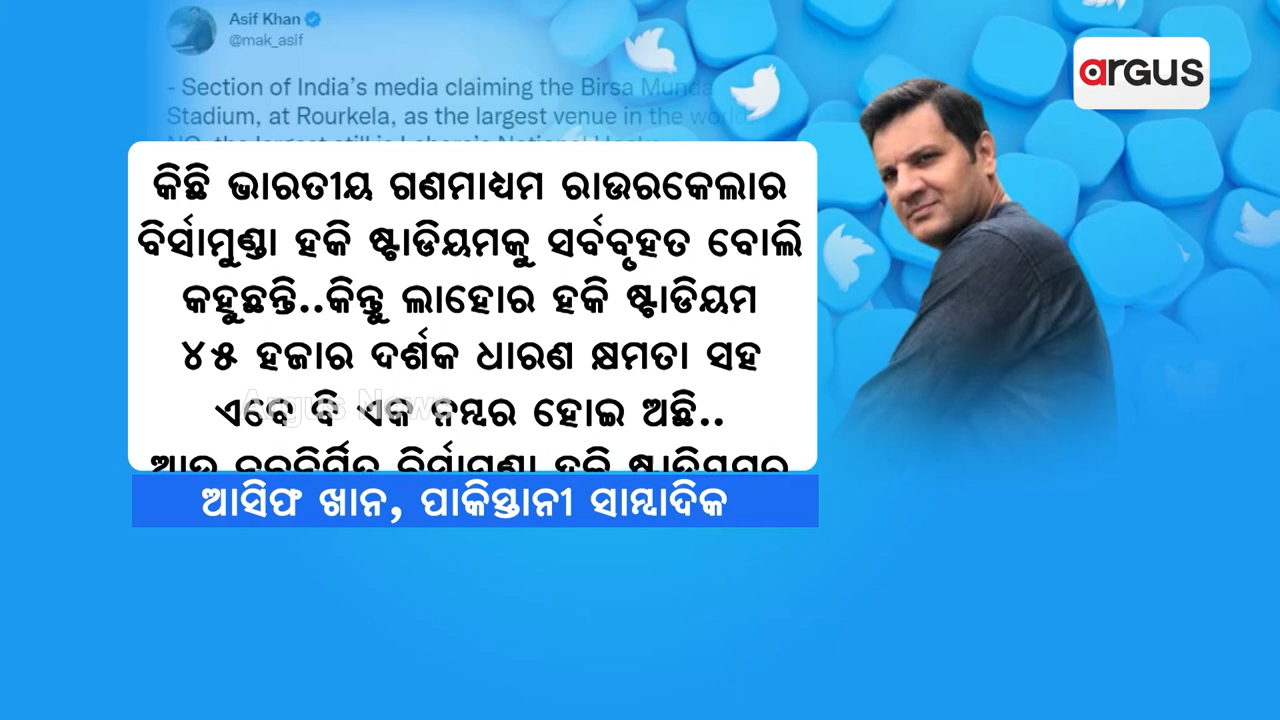 Asif Khan
@mak_asif
- Section of India's media claiming the Birsa Munda
Stadium, at Rourkela, as the largest venue in the world
argus
କିଛି ଭାରତୀୟ ଗଣମାଧ୍ୟମ ରାଉରକେଲାର
ବିର୍ସାମୁଣ୍ଡା ହକି ଷ୍ଟାଡିୟମକୁ ସର୍ବବୃହତ ବୋଲି
କହୁଛନ୍ତି..କିନ୍ତୁ ଲାହୋର ହକି ଷ୍ଟାଡିୟମ
୪୫ ହଜାର ଦର୍ଶକ ଧାରଣ କ୍ଷମତା ସହ
ଏବେ ବି ଏକ ନମ୍ବର ହୋଇ ଅଛି..
Argus News
ଆସିଫ ଖାନ, ପାକିସ୍ତାନୀ ସାମ୍ବାଦିକ